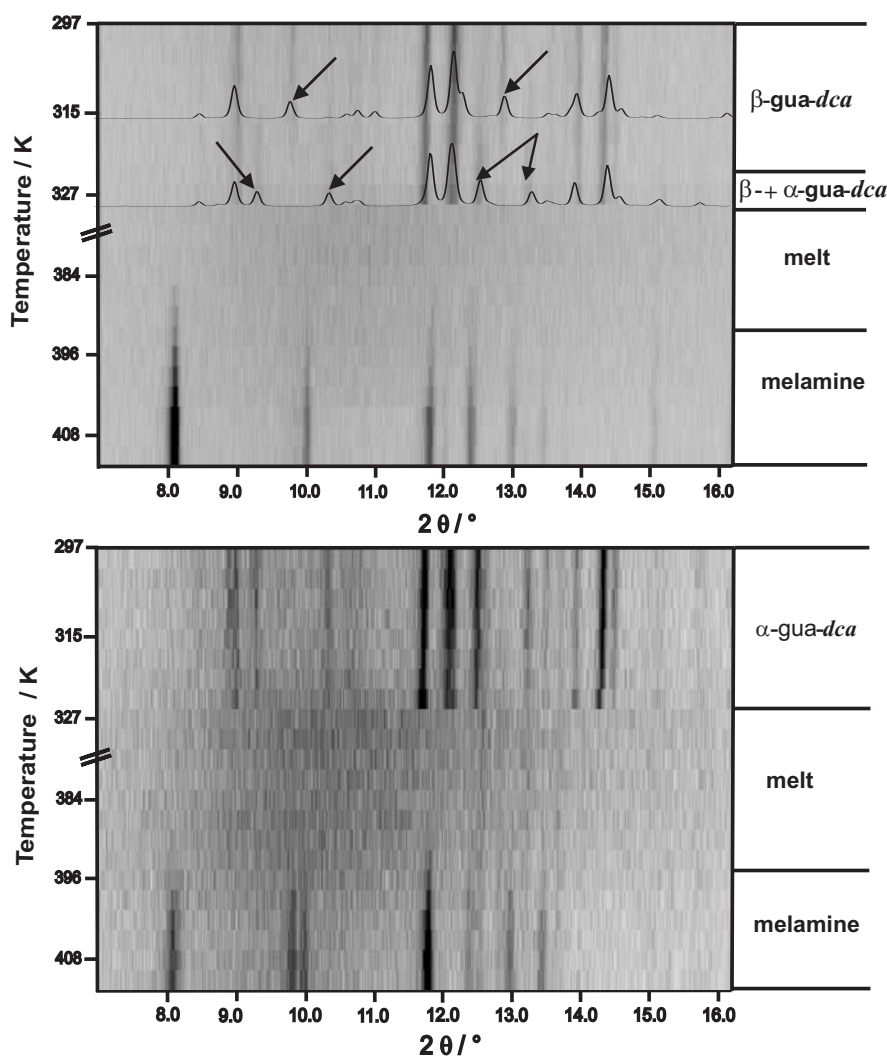 Temperature / K
297
315
327
384
396
408
8.0 9.0 10.0 11.0 12.0 13.0 14.0 15.0 16.0
2 θ / °
β-gua-dca
β- + α-gua-dca
melt
melamine
Temperature / K
297
315
327
384
396
408
8.0 9.0 10.0 11.0 12.0 13.0 14.0 15.0 16.0
2 θ / °
α-gua-dca
melt
melamine